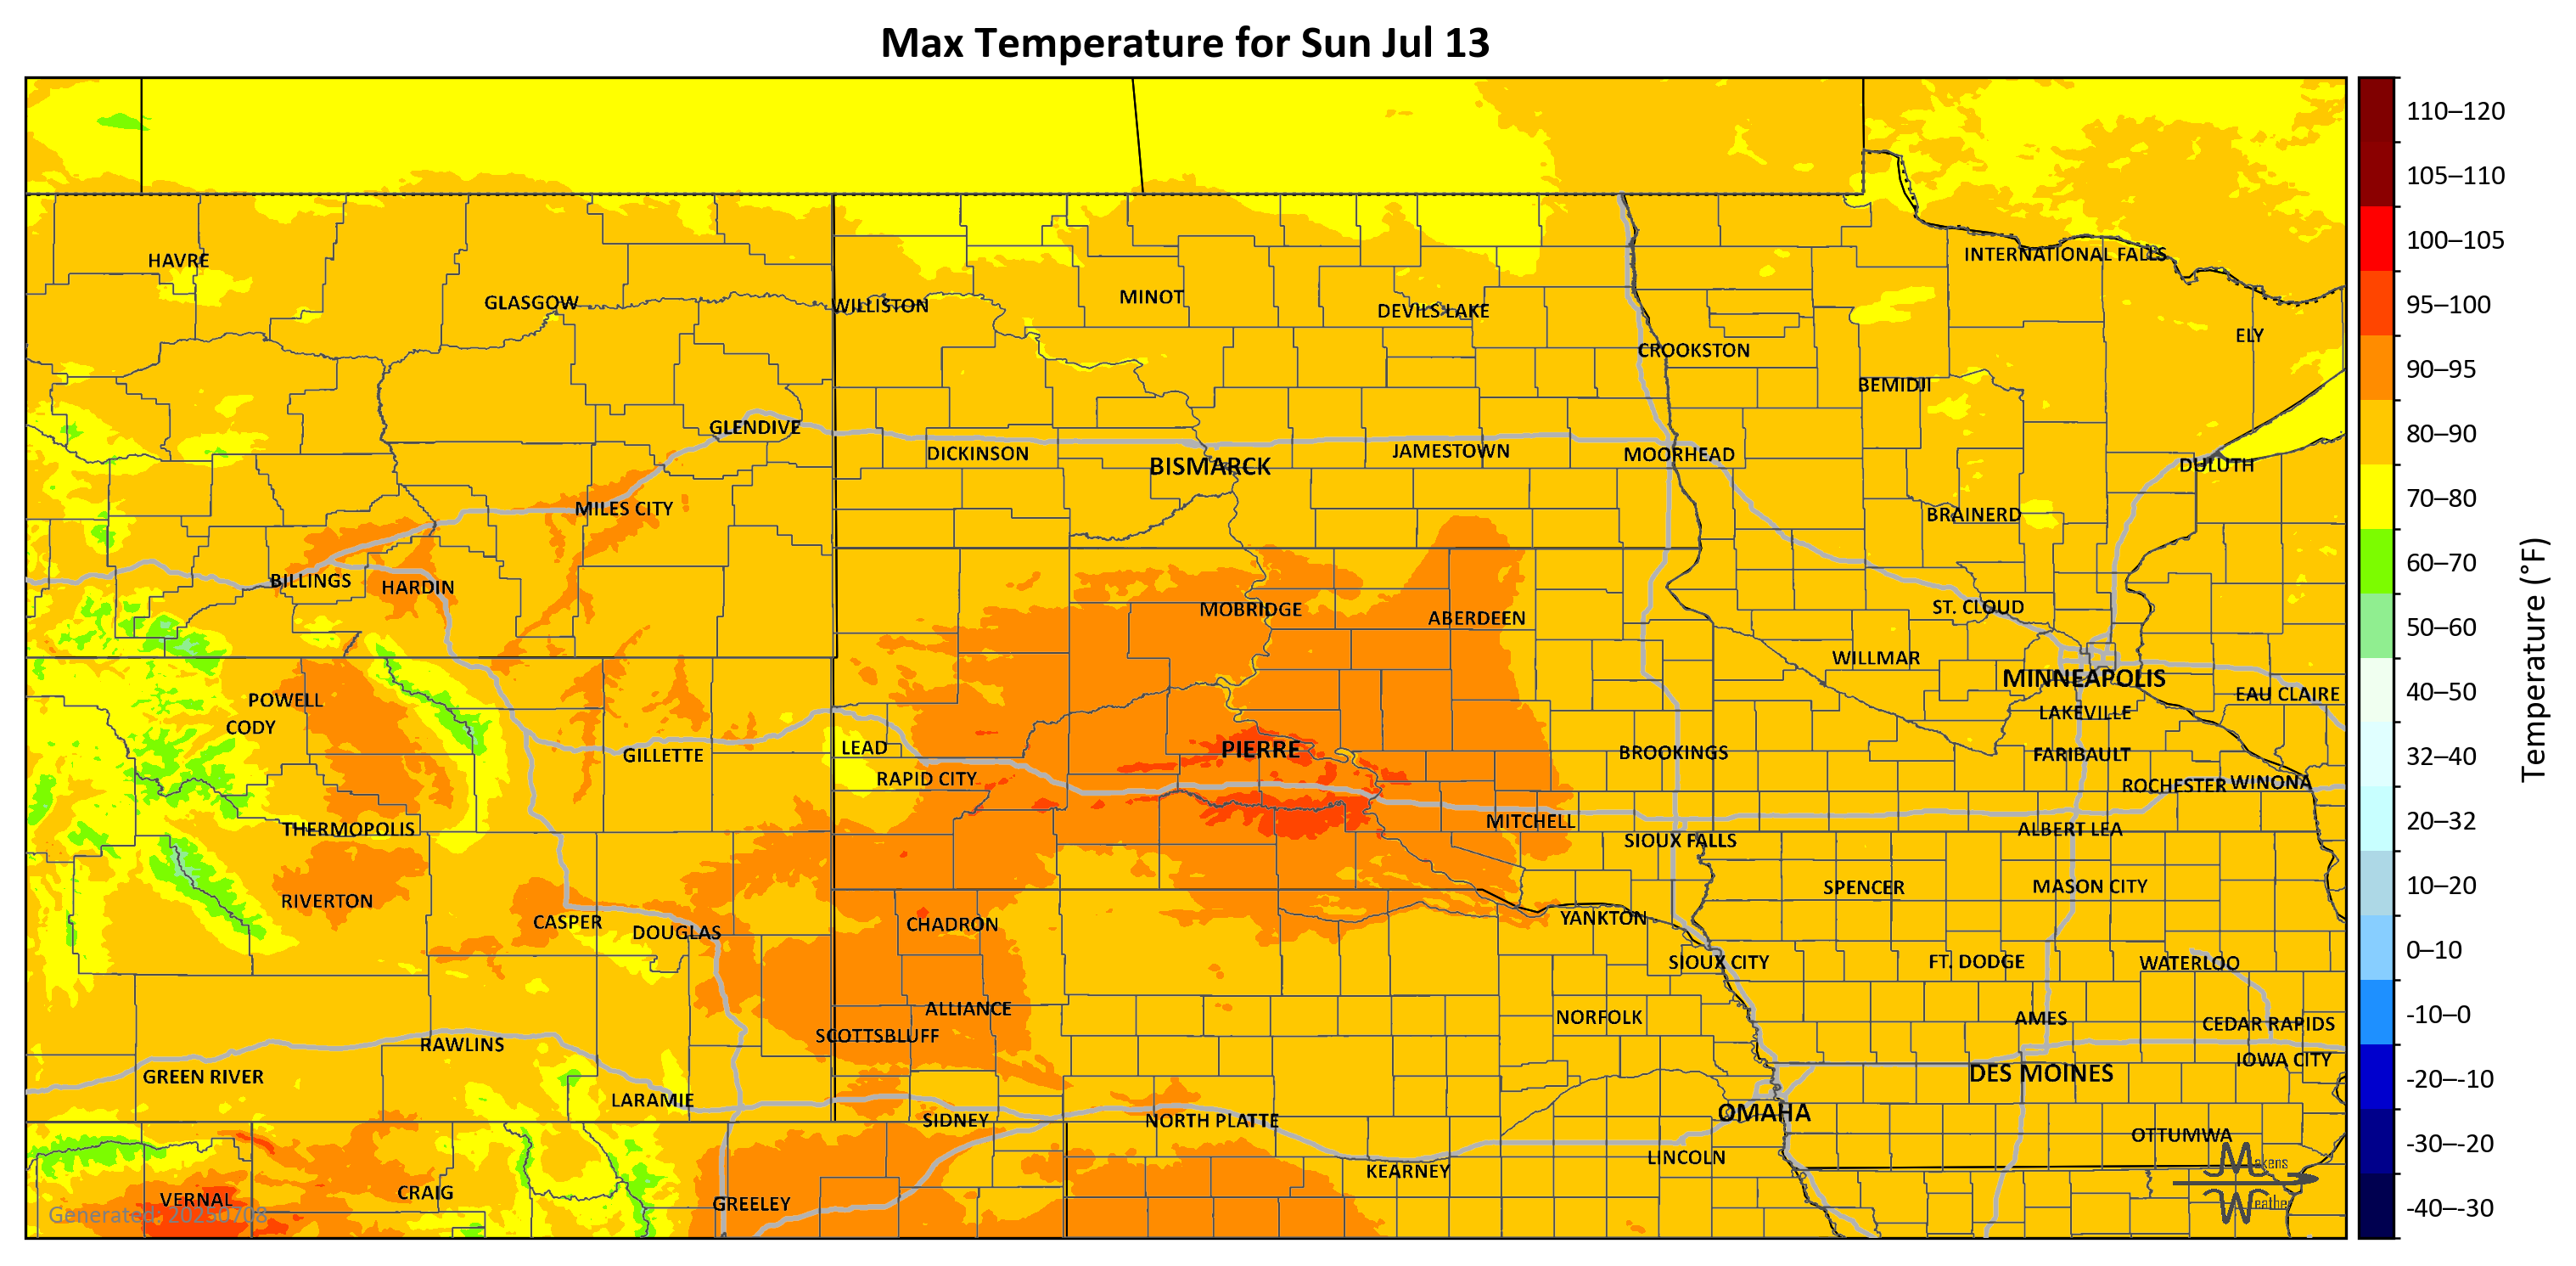 Max Temperature for Sun Jul 13
HAVRE
GLASGOW
WILLISTON
MINOT
DEVILS LAKE
INTERNATIONAL FALLS
ELY
CROOKSTON
BEMIDJI
GLENDIVE
DICKINSON
BISMARCK
JAMESTOWN
MOORHEAD
DULUTH
MILES CITY
BRAINERD
BILLINGS
HARDIN
MOBRIDGE
ABERDEEN
ST. CLOUD
WILLMAR
MINNEAPOLIS
EAU CLAIRE
LAKEVILLE
POWELL
CODY
GILLETTE
LEAD
RAPID CITY
PIERRE
BROOKINGS
FARIBAULT
ROCHESTER
WINONA
THERMOPOLIS
MITCHELL
SIOUX FALLS
ALBERT LEA
RIVERTON
CASPER
DOUGLAS
CHADRON
YANKTON
SPENCER
MASON CITY
SIOUX CITY
FT. DODGE
WATERLOO
ALLIANCE
SCOTTSBLUFF
NORFOLK
AMES
CEDAR RAPIDS
IOWA CITY
RAWLINS
GREEN RIVER
LARAMIE
SIDNEY
NORTH PLATTE
DES MOINES
OMAHA
OTTUMWA
KEARNEY
LINCOLN
VERNAL
CRAIG
GREELEY
Generated: 20250708
Makens
Weather
110–120
105–110
100–105
95–100
90–95
80–90
70–80
60–70
50–60
40–50
32–40
20–32
10–20
0–10
-10–0
-20–-10
-30–-20
-40–-30
Temperature (°F)